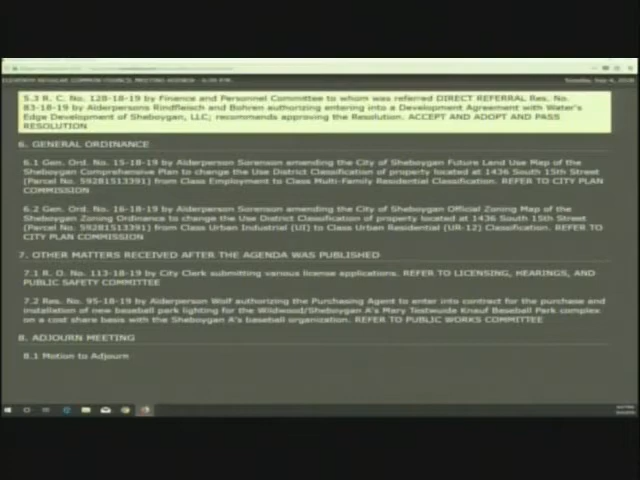 ELEVENTH REGULAR COMMON COUNCIL MEETING AGENDA - 6:00 P.M.
Tuesday, Sep 4, 2018
5.3 R. C. No. 128-18-19 by Finance and Personnel Committee to whom was referred DIRECT REFERRAL Res. No.
83-18-19 by Alderpersons Rindfleisch and Bohren authorizing entering into a Development Agreement with Water's
Edge Development of Sheboygan, LLC; recommends approving the Resolution. ACCEPT AND ADOPT AND PASS
RESOLUTION
6. GENERAL ORDINANCE
6.1 Gen. Ord. No. 15-18-19 by Alderperson Sorenson amending the City of Sheboygan Future Land Use Map of the
Sheboygan Comprehensive Plan to change the Use District Classification of property located at 1436 South 15th Street
(Parcel No. 59281513391) from Class Employment to Class Multi-Family Residential Classification. REFER TO CITY PLAN
COMMISSION
6.2 Gen. Ord. No. 16-18-19 by Alderperson Sorenson amending the City of Sheboygan Official Zoning Map of the
Sheboygan Zoning Ordinance to change the Use District Classification of property located at 1436 South 15th Street
(Parcel No. 59281513391) from Class Urban Industrial (UI) to Class Urban Residential (UR-12) Classification. REFER TO
CITY PLAN COMMISSION
7. OTHER MATTERS RECEIVED AFTER THE AGENDA WAS PUBLISHED
7.1 R. O. No. 113-18-19 by City Clerk submitting various license applications. REFER TO LICENSING, HEARINGS, AND
PUBLIC SAFETY COMMITTEE
7.2 Res. No. 95-18-19 by Alderperson Wolf authorizing the Purchasing Agent to enter into contract for the purchase and
installation of new baseball park lighting for the Wildwood/Sheboygan A's Mary Testwuide Knauf Baseball Park complex
on a cost share basis with the Sheboygan A's baseball organization. REFER TO PUBLIC WORKS COMMITTEE
8. ADJOURN MEETING
8.1 Motion to Adjourn